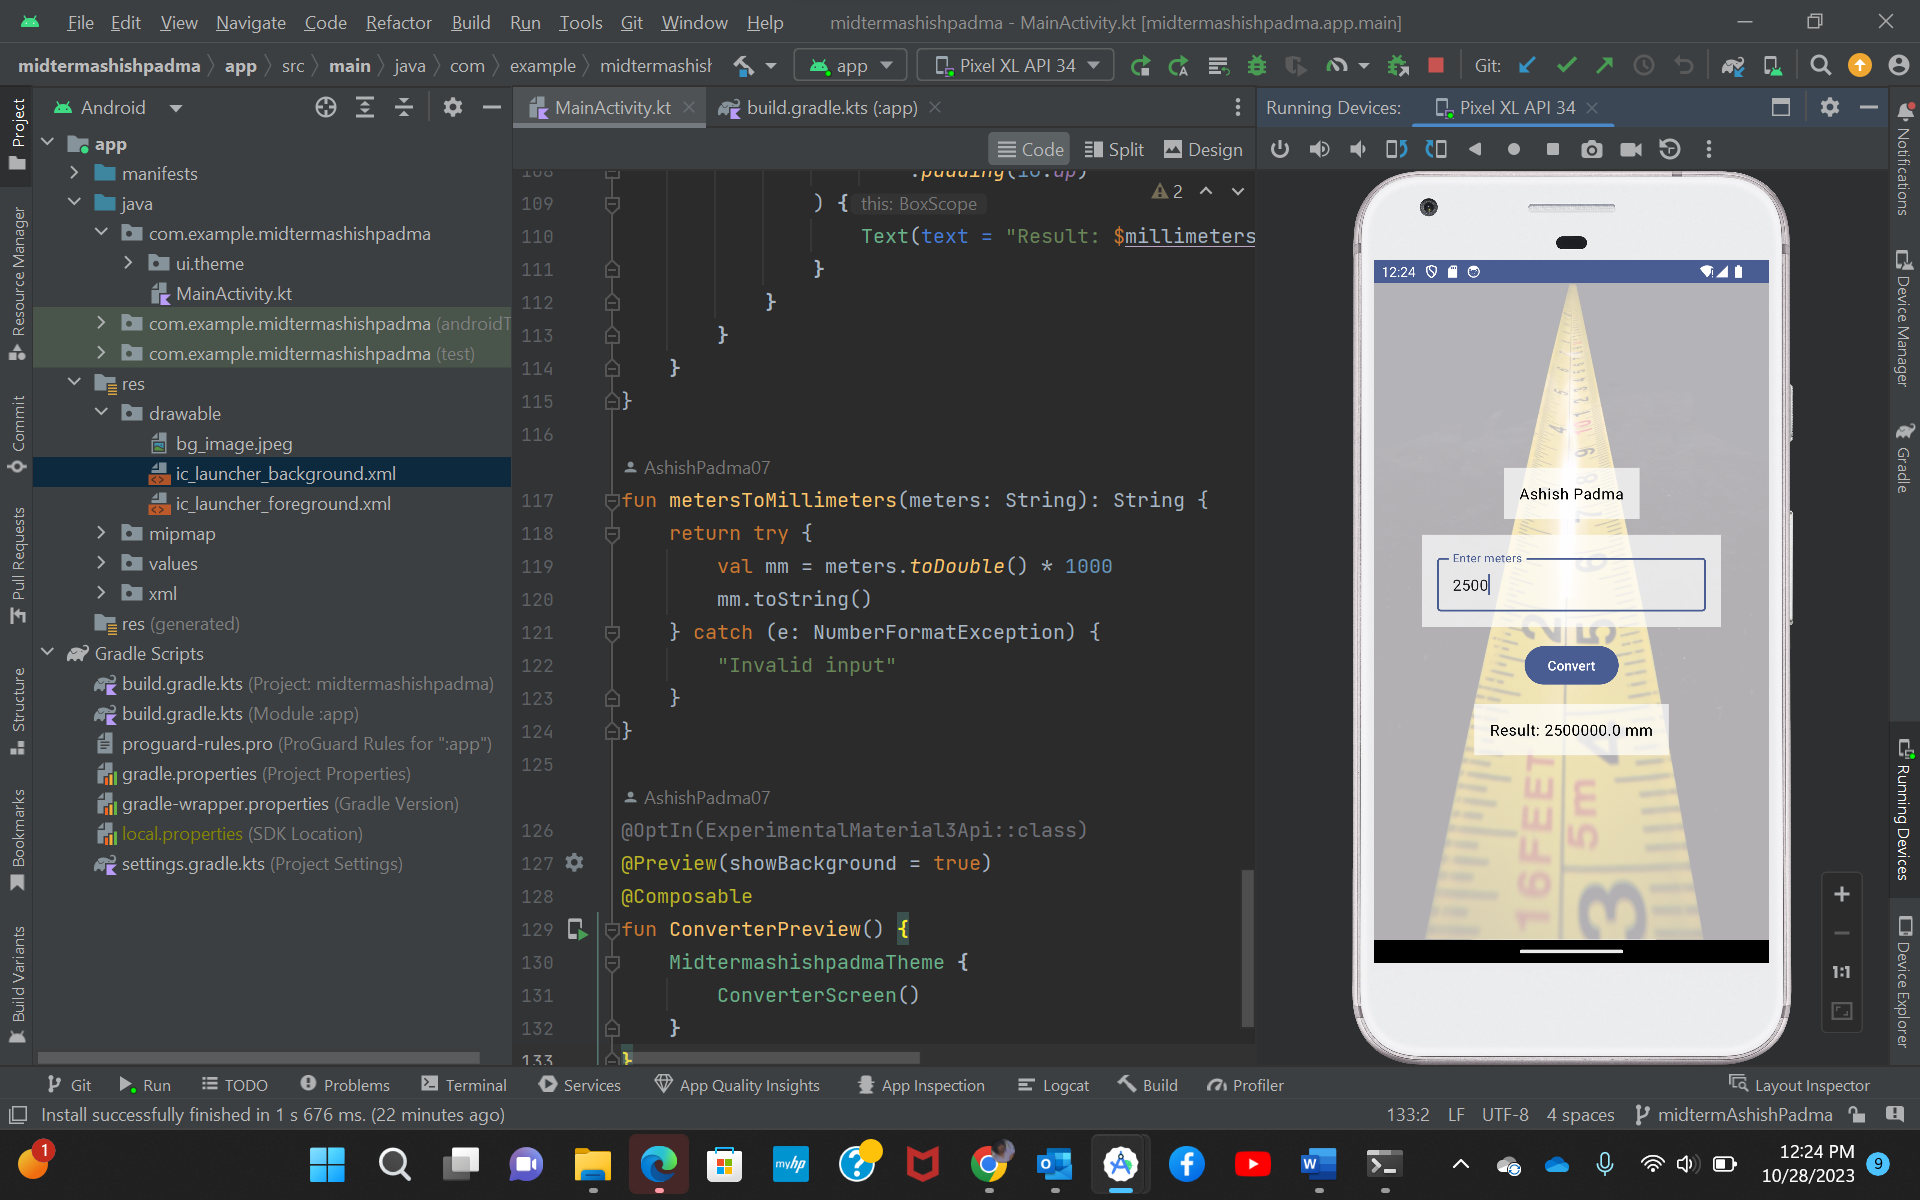 File Edit View Navigate Code Refactor Build Run Tools Git Window Help midtermashishpadma - MainActivity.kt [midtermashishpadma.app.main]
midtermashishpadma app src main java com example app Pixel XL API 34 Git:
Android
MainActivity.kt build.gradle.kts (:app)
Running Devices: Pixel XL API 34
Code Split Design
Project
Resource Manager
Commit
Pull Requests
Structure
Bookmarks
Build Variants
app
manifests
java
com.example.midtermashishpadma
ui.theme
MainActivity.kt
com.example.midtermashishpadma (androidT
com.example.midtermashishpadma (test)
res
drawable
bg_image.jpeg
ic_launcher_background.xml
ic_launcher_foreground.xml
mipmap
values
xml
res (generated)
Gradle Scripts
build.gradle.kts (Project: midtermashishpadma)
build.gradle.kts (Module :app)
proguard-rules.pro (ProGuard Rules for ":app")
gradle.properties (Project Properties)
gradle-wrapper.properties (Gradle Version)
local.properties (SDK Location)
settings.gradle.kts (Project Settings)
2
108 .padding(16.dp)
109 ) { this: BoxScope
110 Text(text = "Result: $millimeters
111 }
112 }
113 }
114 }
115 }
116
AshishPadma07
117 fun metersToMillimeters(meters: String): String {
118 return try {
119 val mm = meters.toDouble() * 1000
120 mm.toString()
121 } catch (e: NumberFormatException) {
122 "Invalid input"
123 }
124 }
125
AshishPadma07
126 @OptIn(ExperimentalMaterial3Api::class)
127 @Preview(showBackground = true)
128 @Composable
129 fun ConverterPreview() {
130 MidtermashishpadmaTheme {
131 ConverterScreen()
132 }
133 }
12:24
Ashish Padma
Enter meters
2500
Convert
Result: 2500000.0 mm
16FEET
5m
3
1:1
Notifications
Device Manager
Gradle
Running Devices
Device Explorer
Git Run TODO Problems Terminal Services App Quality Insights App Inspection Logcat Build Profiler Layout Inspector
Install successfully finished in 1 s 676 ms. (22 minutes ago) 133:2 LF UTF-8 4 spaces midtermAshishPadma
1
myhp
12:24 PM
10/28/2023
9